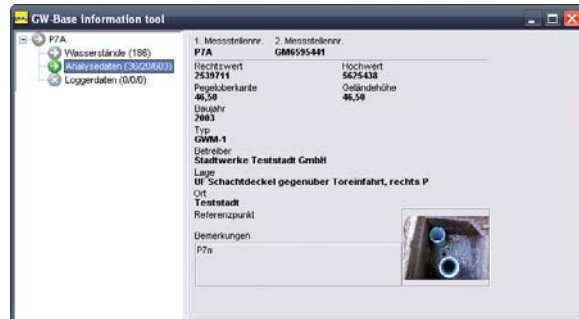 GW-Base Information tool
P7A
Wasserstände (186)
Analysedaten (36/20/603)
Loggerdaten (0/0/0)
1. Messstellennr. 2. Messstellennr.
P7A GM6595441
Rechtswert Hochwert
2539711 5625438
Pegeloberkante Geländehöhe
46,50 46,50
Baujahr
2003
Typ
GWM-1
Betreiber
Stadtwerke Teststadt GmbH
Lage
UF Schachtdeckel gegenüber Toreinfahrt, rechts P
Ort
Teststadt
Referenzpunkt
Bemerkungen
P7a